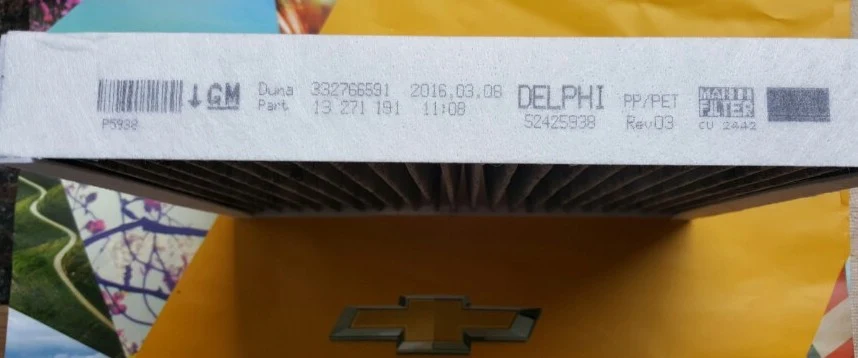 GM
P5938
Duna 332766591 2016.03.08
Part 13 271 191 11:08
DELPHI
52425938
PP/PET
Rev03
MANN
FILTER
CU 2442